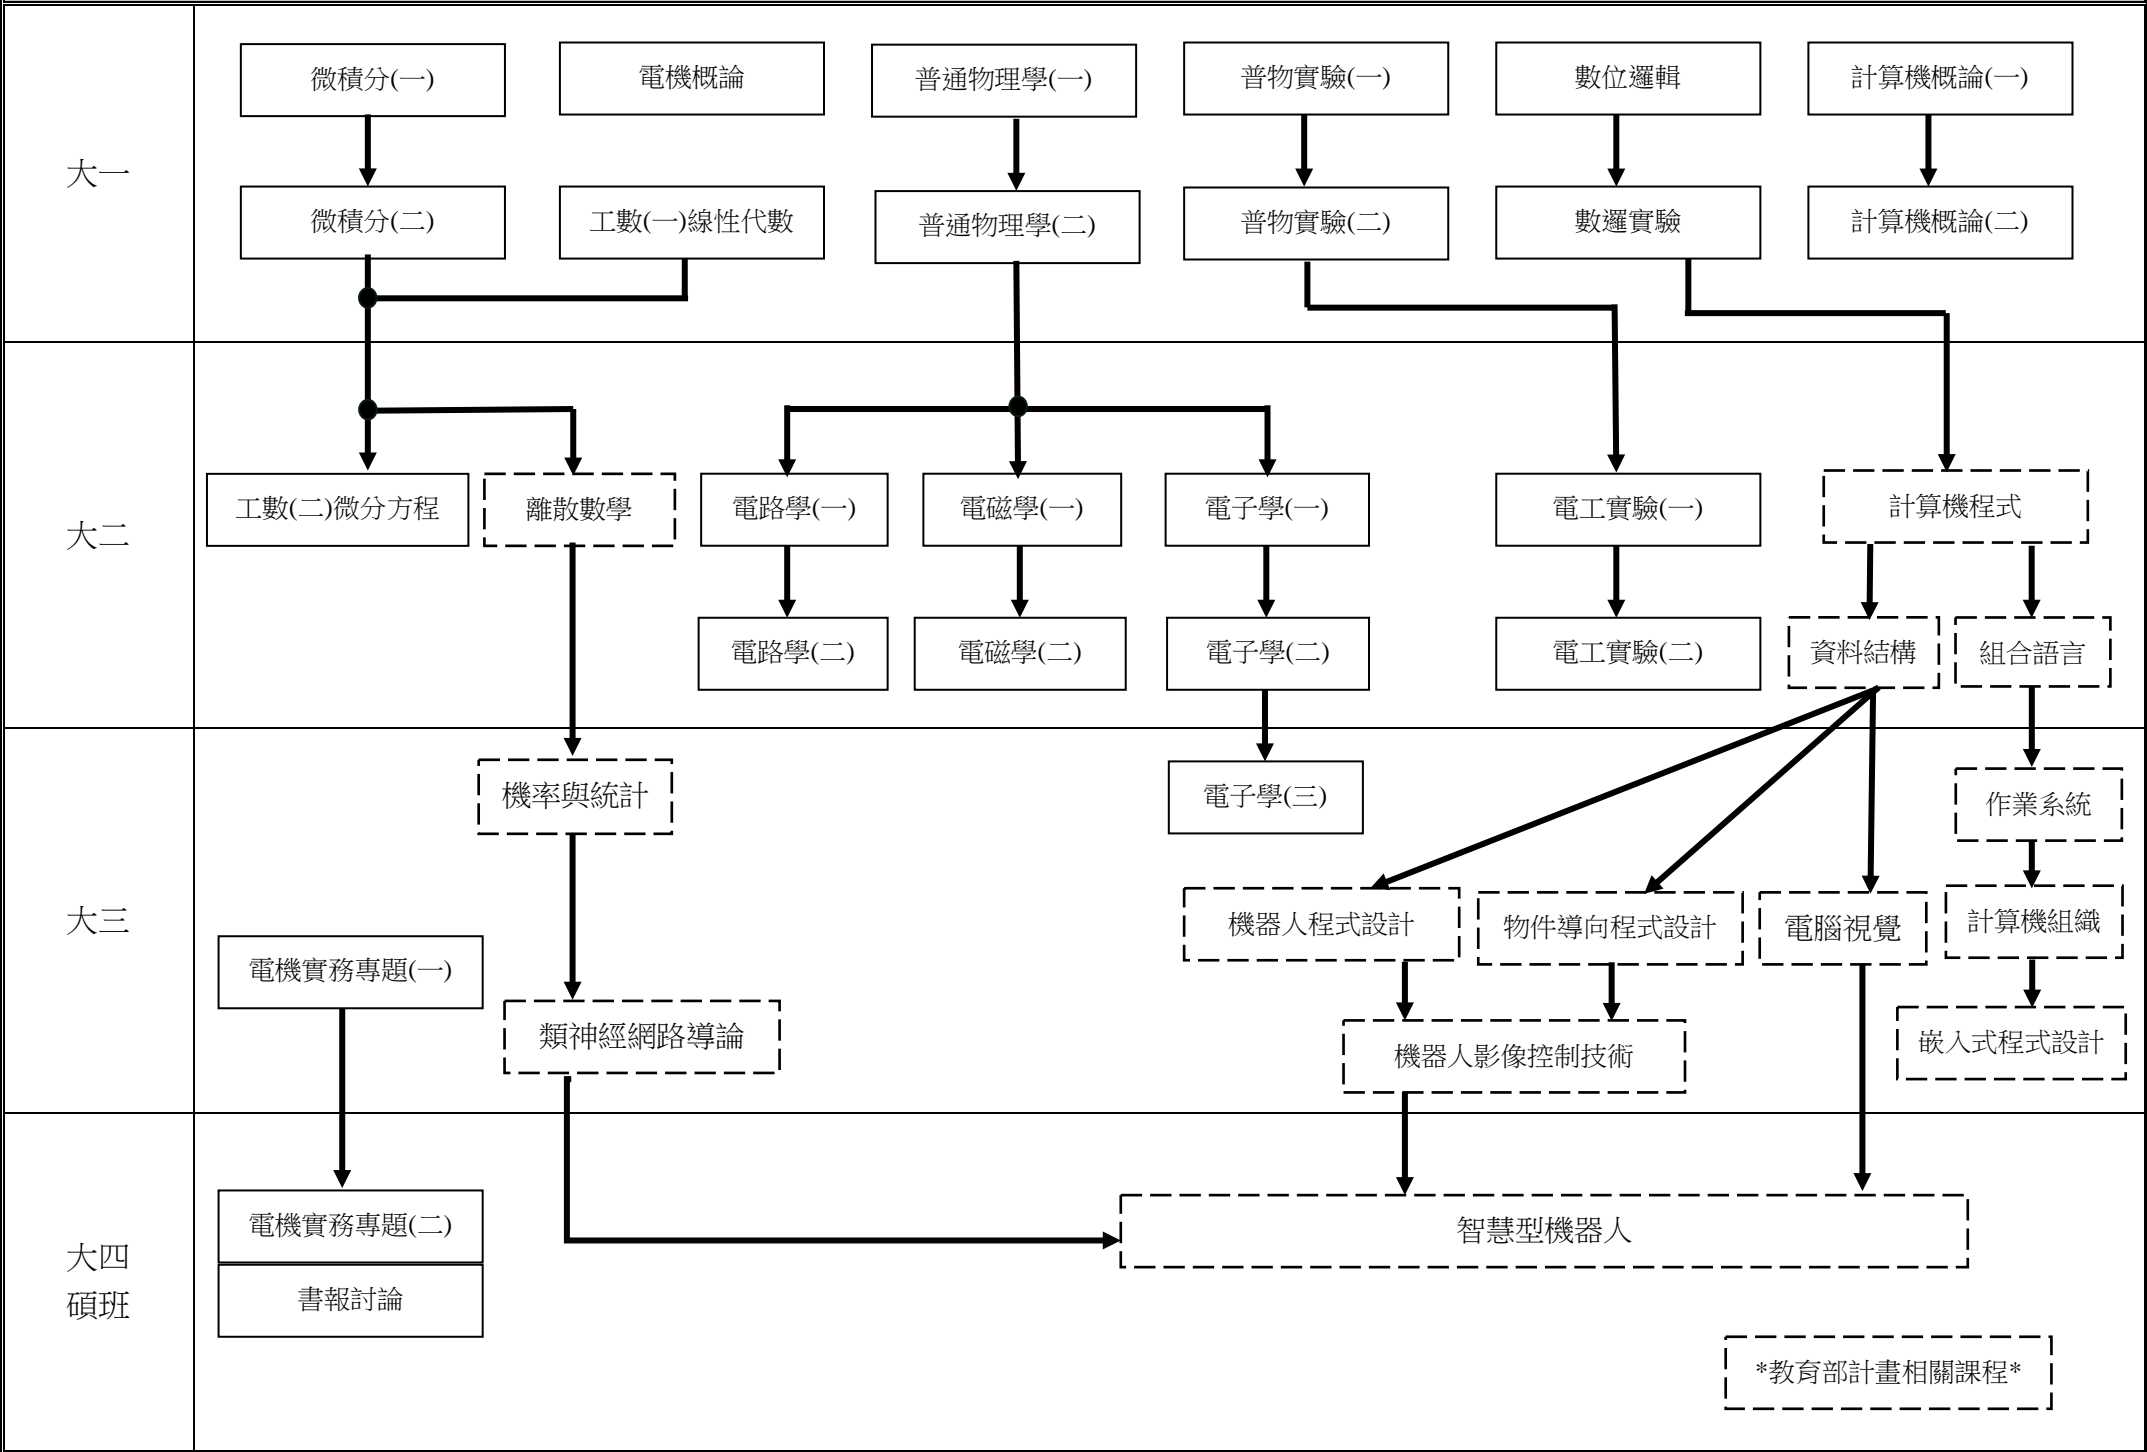 大一
微積分(一)
電機概論
普通物理學(一)
普物實驗(一)
數位邏輯
計算機概論(一)
微積分(二)
工數(一)線性代數
普通物理學(二)
普物實驗(二)
數邏實驗
計算機概論(二)
大二
工數(二)微分方程
離散數學
電路學(一)
電磁學(一)
電子學(一)
電工實驗(一)
計算機程式
電路學(二)
電磁學(二)
電子學(二)
電工實驗(二)
資料結構
組合語言
大三
機率與統計
電子學(三)
作業系統
機器人程式設計
物件導向程式設計
電腦視覺
計算機組織
電機實務專題(一)
類神經網路導論
機器人影像控制技術
嵌入式程式設計
大四
碩班
電機實務專題(二)
智慧型機器人
書報討論
*教育部計畫相關課程*